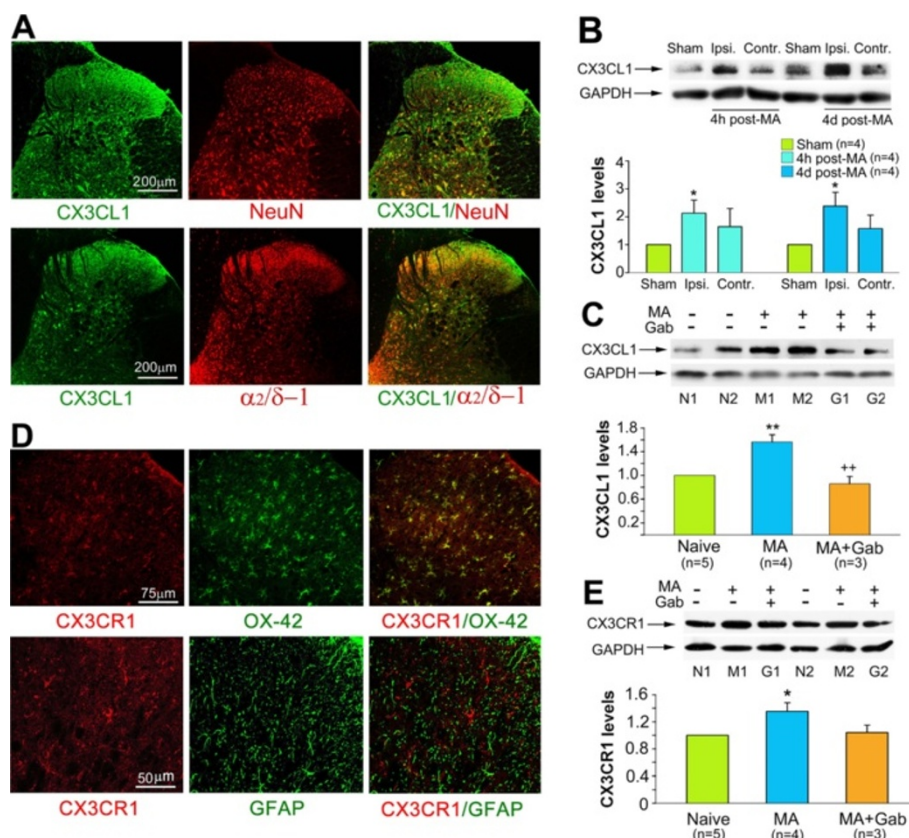 A
200μm
CX3CL1
NeuN
CX3CL1/NeuN
200μm
CX3CL1
α2/δ−1
CX3CL1/α2/δ−1
B
Sham Ipsi. Contr. Sham Ipsi. Contr.
CX3CL1
GAPDH
4h post-MA 4d post-MA
Sham (n=4)
4h post-MA (n=4)
4d post-MA (n=4)
CX3CL1 levels
4
3
2
1
0
*
*
Sham Ipsi. Contr. Sham Ipsi. Contr.
C
MA - - + + + +
Gab - - - - + +
CX3CL1
GAPDH
N1 N2 M1 M2 G1 G2
CX3CL1 levels
1.8
1.4
1.0
0.6
0.2
**
++
Naive MA MA+Gab
(n=5) (n=4) (n=3)
D
75μm
CX3CR1
OX-42
CX3CR1/OX-42
50μm
CX3CR1
GFAP
CX3CR1/GFAP
E
MA - + + - + +
Gab - - + - - +
CX3CR1
GAPDH
N1 M1 G1 N2 M2 G2
CX3CR1 levels
1.6
1.2
0.8
0.4
0
*
Naive MA MA+Gab
(n=5) (n=4) (n=3)